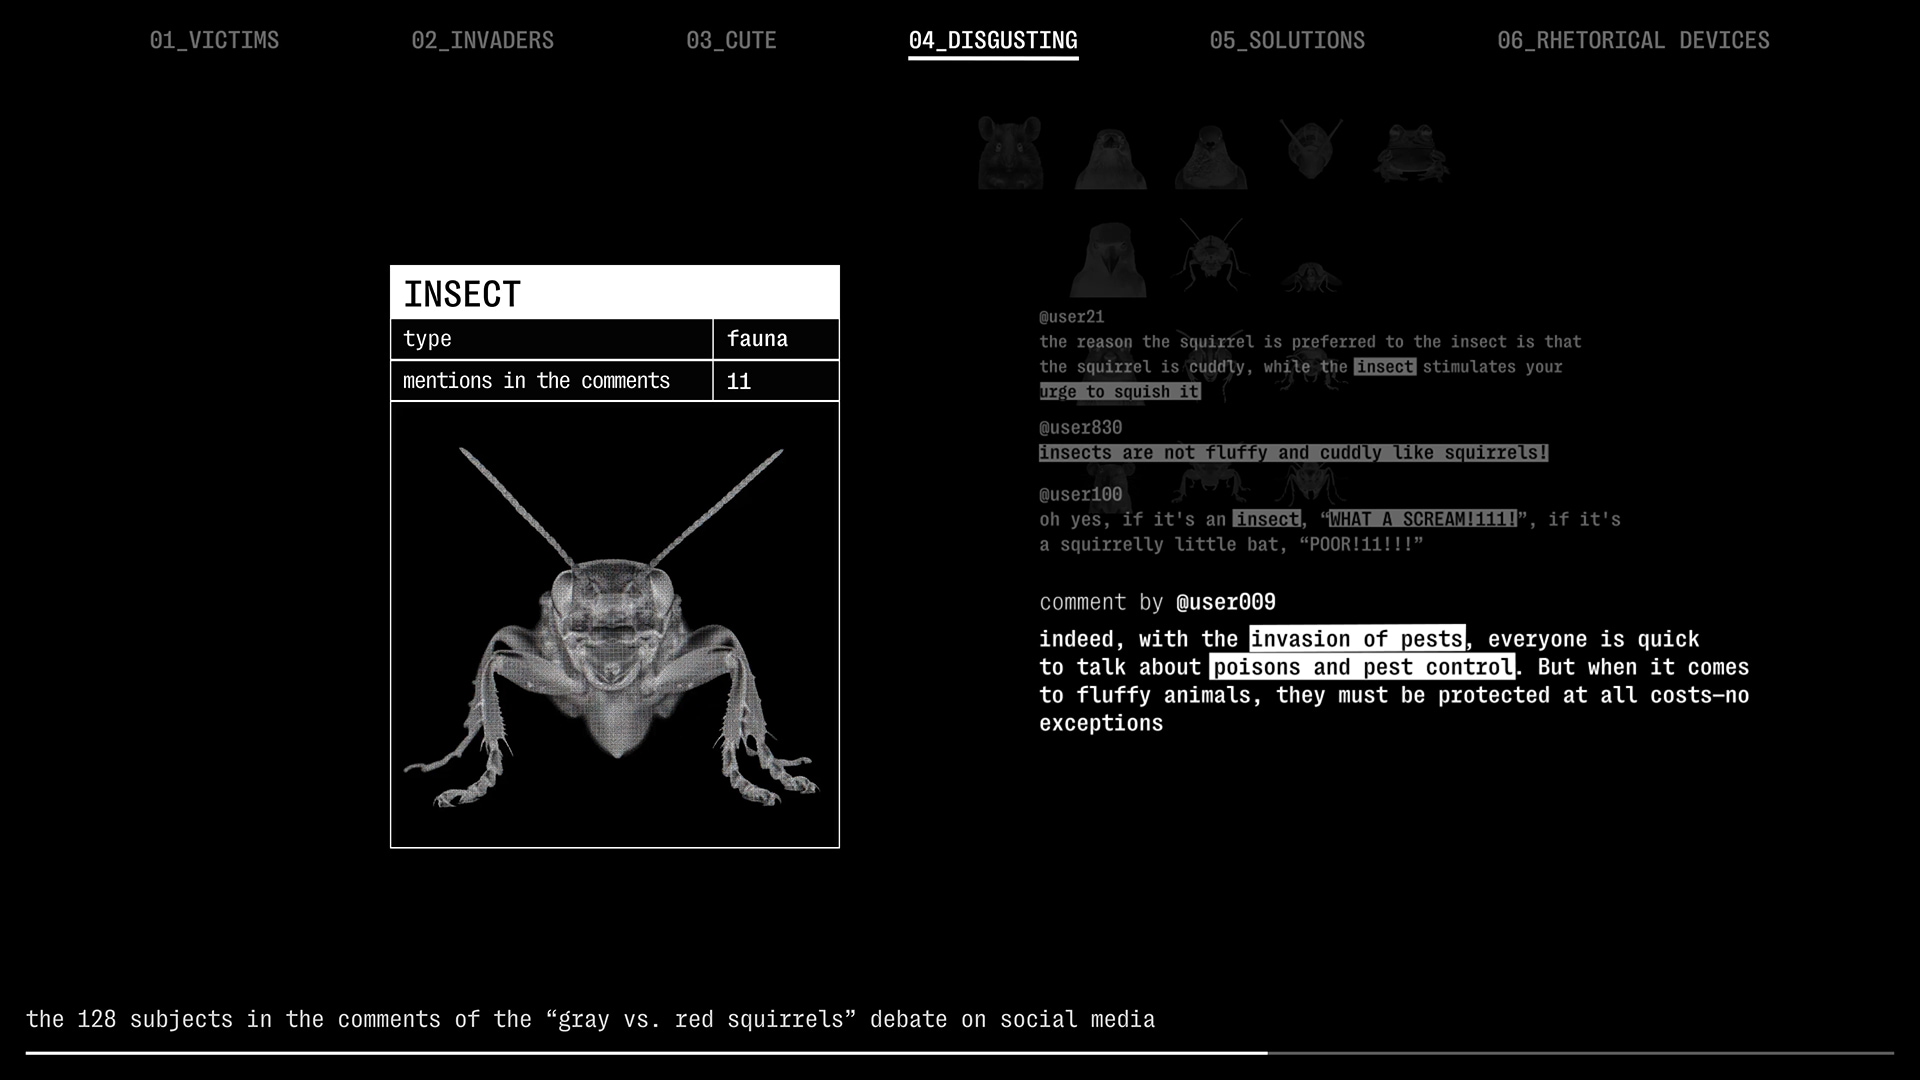 01_VICTIMS
02_INVADERS
03_CUTE
04_DISGUSTING
05_SOLUTIONS
06_RHETORICAL DEVICES
INSECT
type fauna
mentions in the comments 11
@user21
the reason the squirrel is preferred to the insect is that
the squirrel is cuddly, while the insect stimulates your
urge to squish it
@user830
insects are not fluffy and cuddly like squirrels!
@user100
oh yes, if it's an insect, “WHAT A SCREAM!111!”, if it's
a squirrelly little bat, “POOR!11!!!”
comment by @user009
indeed, with the invasion of pests, everyone is quick
to talk about poisons and pest control. But when it comes
to fluffy animals, they must be protected at all costs—no
exceptions
the 128 subjects in the comments of the “gray vs. red squirrels” debate on social media